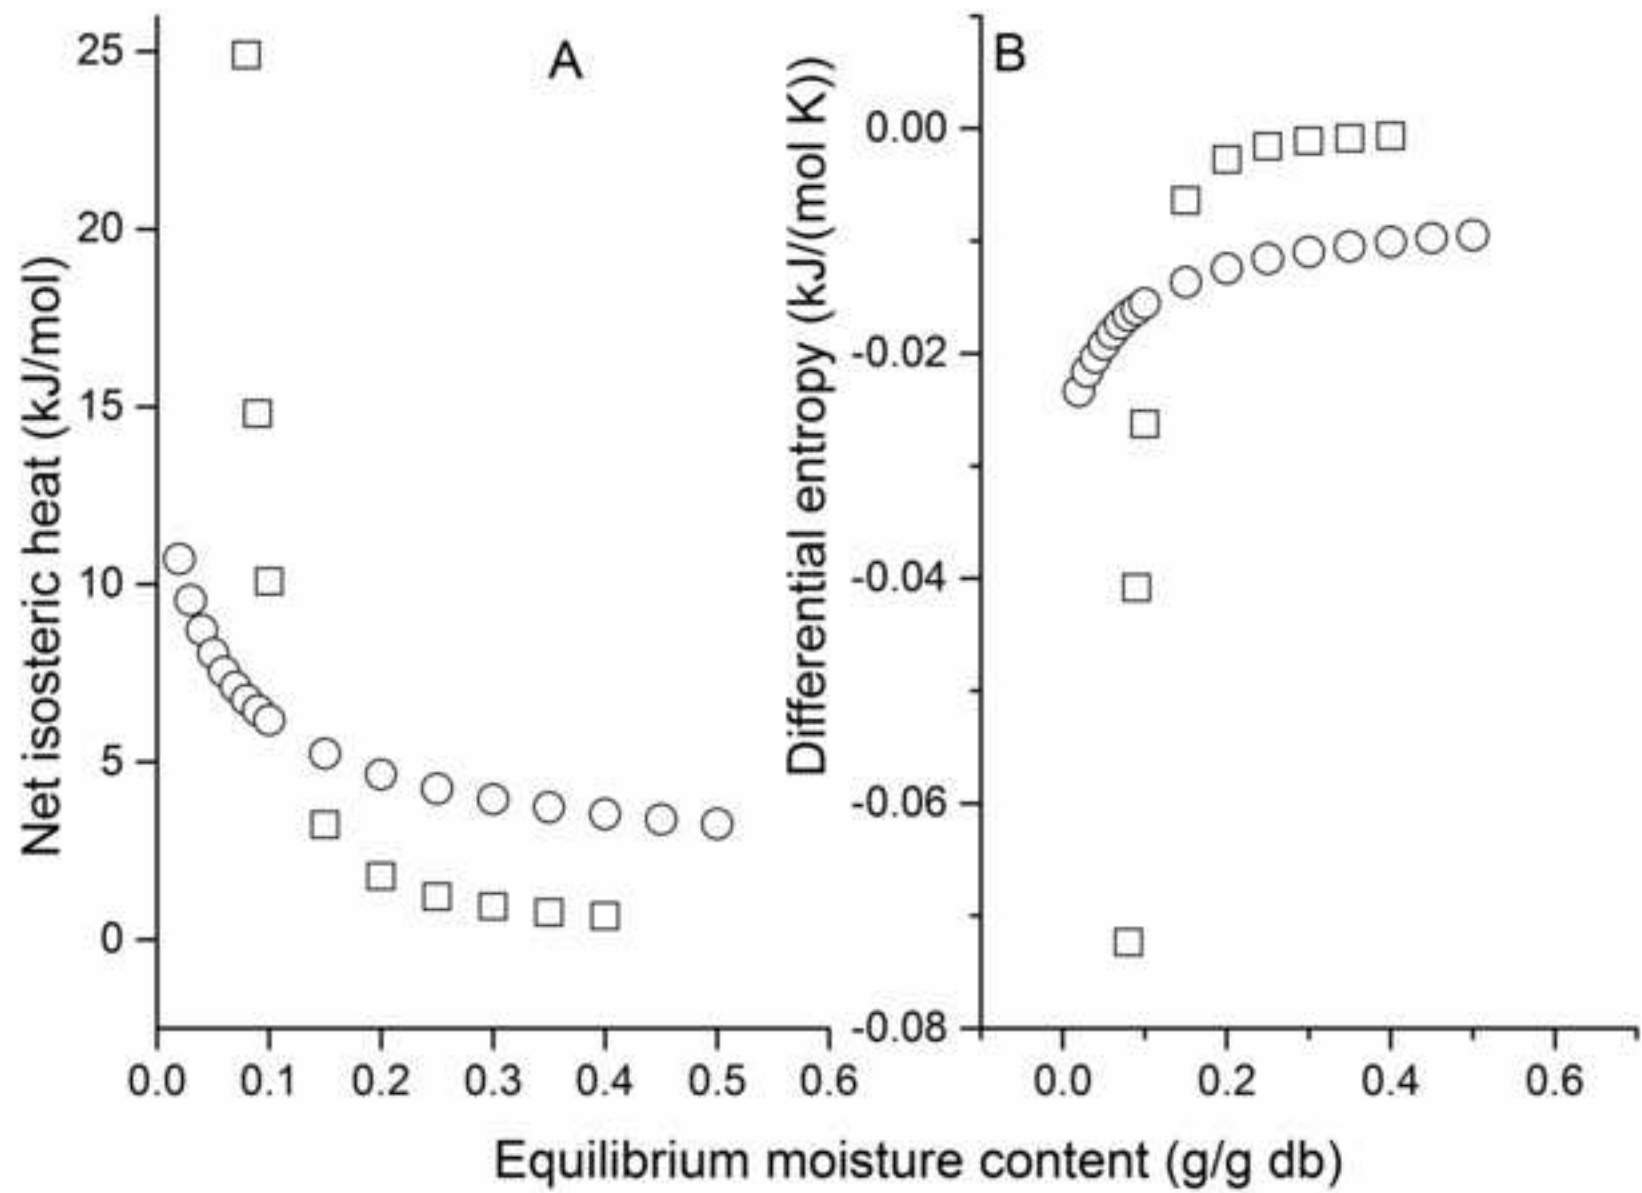 A
Net isosteric heat (kJ/mol)
25
20
15
10
5
0
0.0 0.1 0.2 0.3 0.4 0.5 0.6
B
Differential entropy (kJ/(mol K))
0.00
-0.02
-0.04
-0.06
-0.08
0.0 0.2 0.4 0.6
Equilibrium moisture content (g/g db)